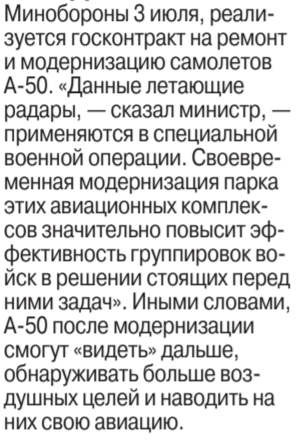 Минобороны 3 июля, реали-
зуется госконтракт на ремонт
и модернизацию самолетов
А-50. «Данные летающие
радары, — сказал министр, —
применяются в специальной
военной операции. Своевре-
менная модернизация парка
этих авиационных комплек-
сов значительно повысит эф-
фективность группировок во-
йск в решении стоящих перед
ними задач». Иными словами,
А-50 после модернизации
смогут «видеть» дальше,
обнаруживать больше воз-
душных целей и наводить на
них свою авиацию.